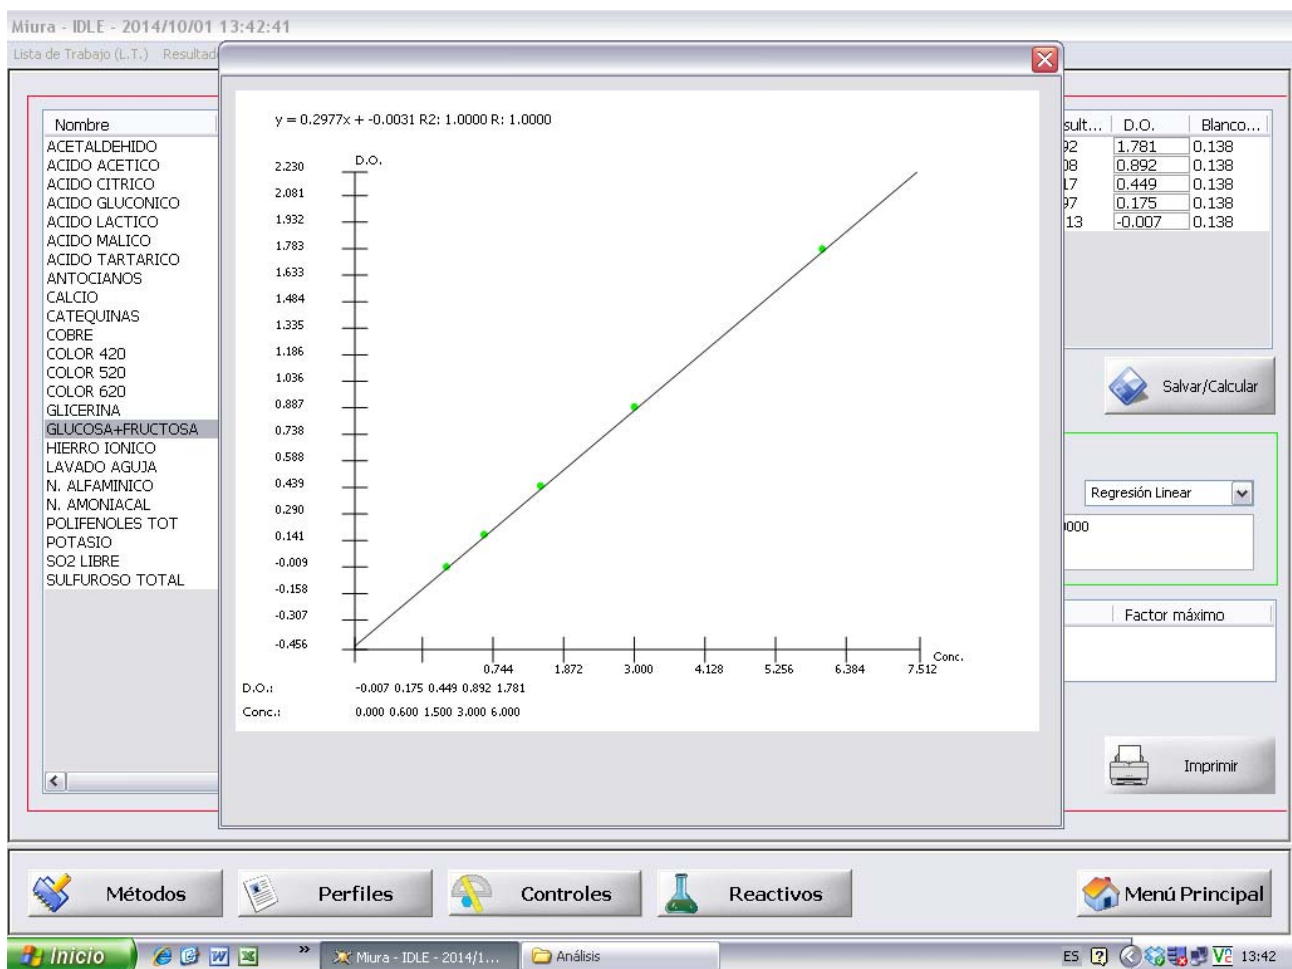 Miura - IDLE - 2014/10/01 13:42:41
Lista de Trabajo (L.T.) Resultad
Nombre
ACETALDEHIDO
ACIDO ACETICO
ACIDO CITRICO
ACIDO GLUCONICO
ACIDO LACTICO
ACIDO MALICO
ACIDO TARTARICO
ANTOCIANOS
CALCIO
CATEQUINAS
COBRE
COLOR 420
COLOR 520
COLOR 620
GLICERINA
GLUCOSA+FRUCTOSA
HIERRO IONICO
LAVADO AGUJA
N. ALFAMINICO
N. AMONIACAL
POLIFENOLES TOT
POTASIO
SO2 LIBRE
SULFUROSO TOTAL
y = 0.2977x + -0.0031 R2: 1.0000 R: 1.0000
D.O.
2.230
2.081
1.932
1.783
1.633
1.484
1.335
1.186
1.036
0.887
0.738
0.588
0.439
0.290
0.141
-0.009
-0.158
-0.307
-0.456
0.744 1.872 3.000 4.128 5.256 6.384 7.512
Conc.
D.O.: -0.007 0.175 0.449 0.892 1.781
Conc.: 0.000 0.600 1.500 3.000 6.000
sult... D.O. Blanco...
92 1.781 0.138
08 0.892 0.138
17 0.449 0.138
97 0.175 0.138
13 -0.007 0.138
Salvar/Calcular
Regresión Linear
0000
Factor máximo
Imprimir
Métodos Perfiles Controles Reactivos Menú Principal
Inicio » Miura - IDLE - 2014/1... Análisis ES 13:42